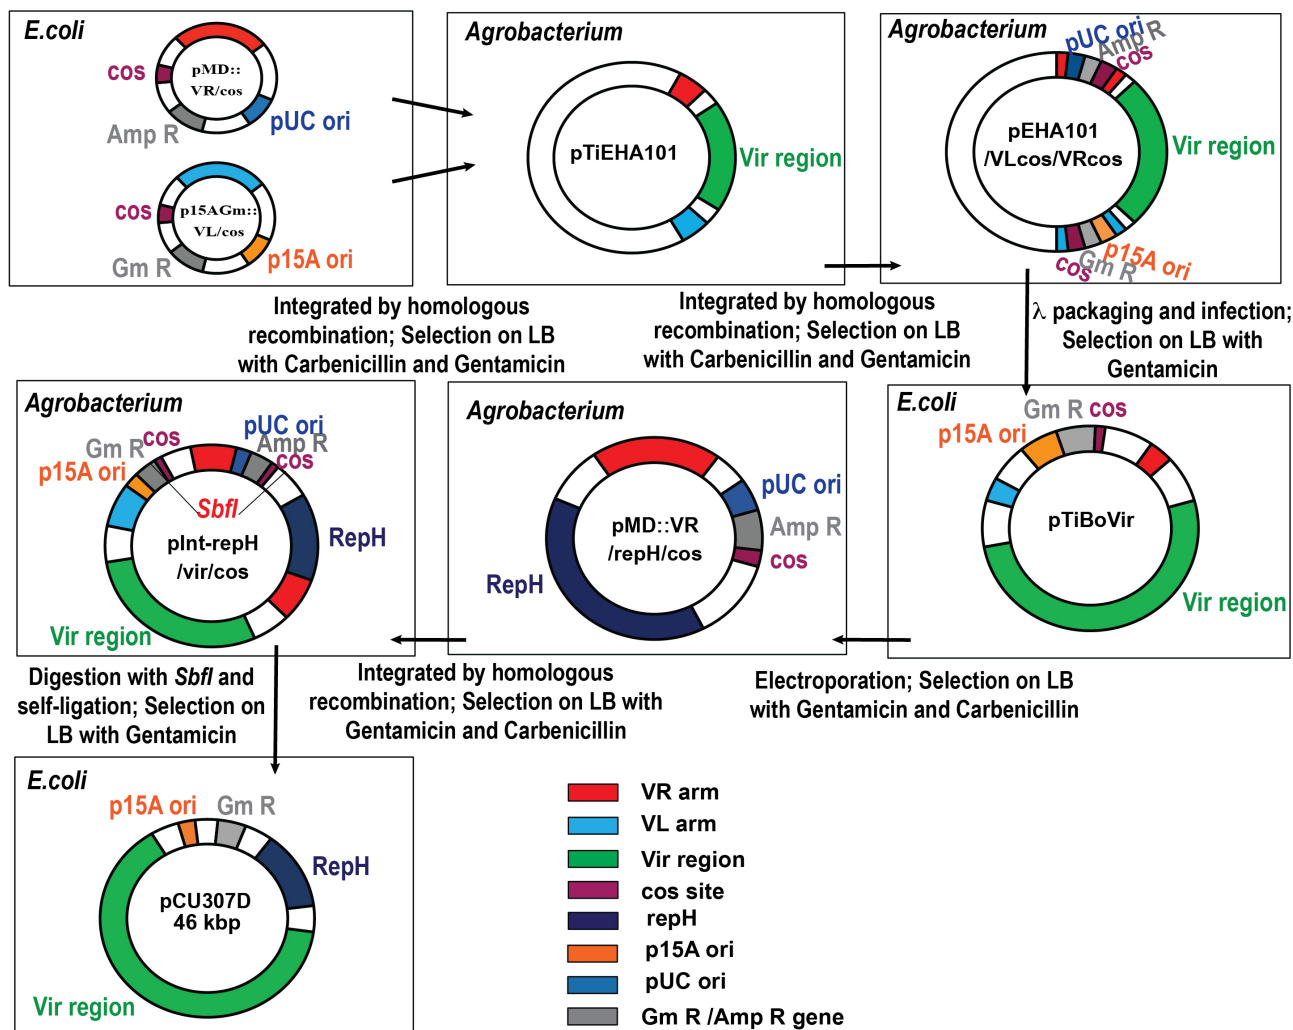 E.coli
pMD::
VR/cos
cos
Amp R
pUC ori
p15AGm::
VL/cos
cos
Gm R
p15A ori
Agrobacterium
pTiEHA101
Vir region
Agrobacterium
pUC ori
Amp R
cos
pEHA101
/VLcos/VRcos
Vir region
p15A ori
Gm R
cos
Integrated by homologous
recombination; Selection on LB
with Carbenicillin and Gentamicin
Integrated by homologous
recombination; Selection on LB
with Carbenicillin and Gentamicin
λ packaging and infection;
Selection on LB with
Gentamicin
Agrobacterium
pUC ori
Gm R
cos
Amp R
cos
p15A ori
SbfI
pInt-repH
/vir/cos
RepH
Vir region
Agrobacterium
pUC ori
pMD::VR
/repH/cos
Amp R
cos
RepH
E.coli
Gm R
cos
p15A ori
pTiBoVir
Vir region
Digestion with SbfI and
self-ligation; Selection on
LB with Gentamicin
Integrated by homologous
recombination; Selection on LB with
Gentamicin and Carbenicillin
Electroporation; Selection on LB
with Gentamicin and Carbenicillin
E.coli
p15A ori
Gm R
RepH
pCU307D
46 kbp
Vir region
VR arm
VL arm
Vir region
cos site
repH
p15A ori
pUC ori
Gm R /Amp R gene